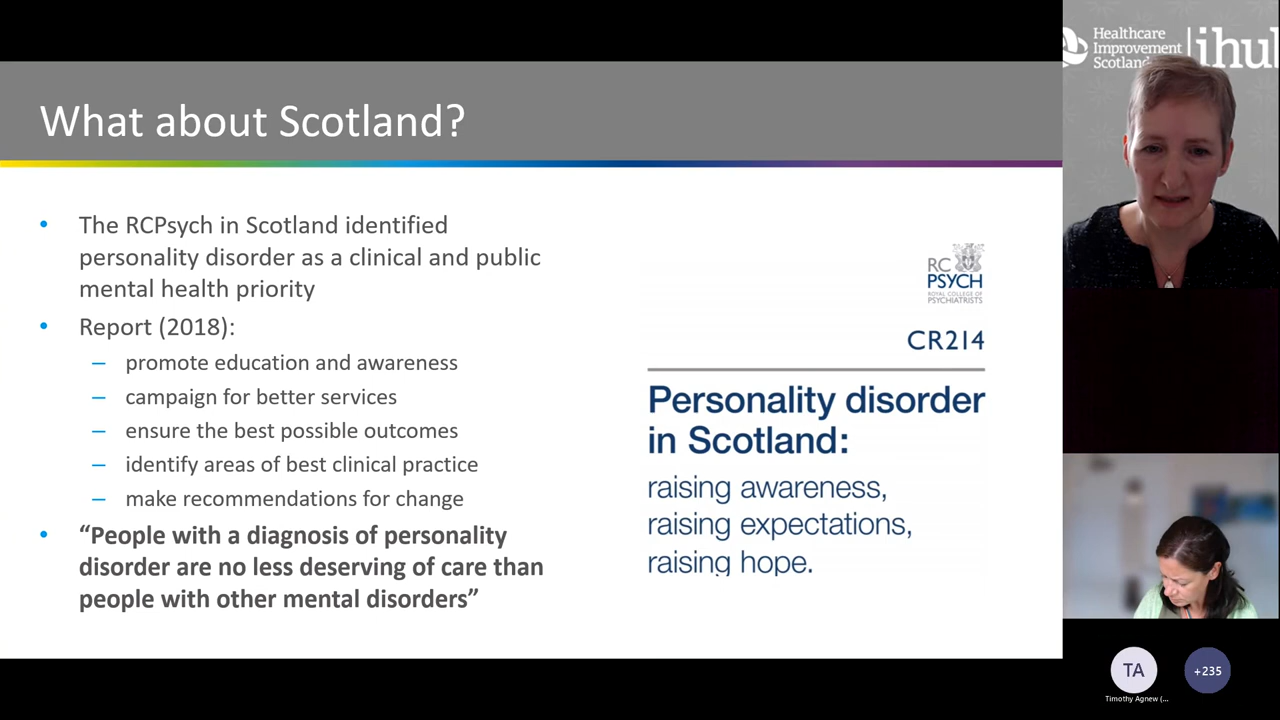 What about Scotland?
• The RCPsych in Scotland identified
personality disorder as a clinical and public
mental health priority
• Report (2018):
– promote education and awareness
– campaign for better services
– ensure the best possible outcomes
– identify areas of best clinical practice
– make recommendations for change
• “People with a diagnosis of personality
disorder are no less deserving of care than
people with other mental disorders”
RC
PSYCH
ROYAL COLLEGE OF
PSYCHIATRISTS
CR214
Personality disorder
in Scotland:
raising awareness,
raising expectations,
raising hope.
Healthcare
Improvement
Scotland
ihu
TA
+235
Timothy Agnew (...